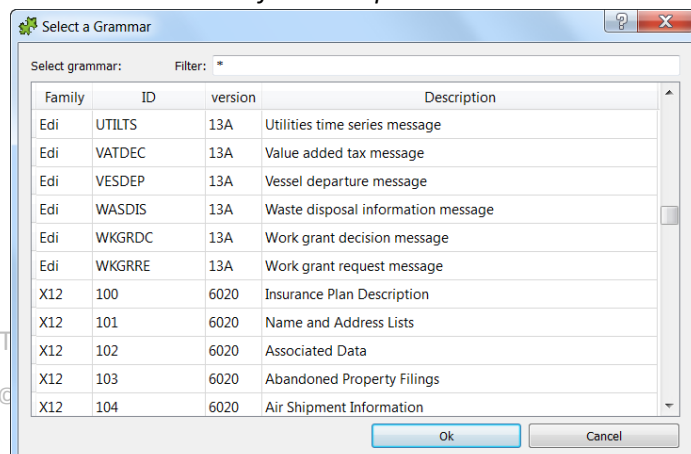 Select a Grammar
Select grammar: Filter: *
Family ID version Description
Edi UTILTS 13A Utilities time series message
Edi VATDEC 13A Value added tax message
Edi VESDEP 13A Vessel departure message
Edi WASDIS 13A Waste disposal information message
Edi WKGRDC 13A Work grant decision message
Edi WKGRRE 13A Work grant request message
X12 100 6020 Insurance Plan Description
X12 101 6020 Name and Address Lists
X12 102 6020 Associated Data
T
X12 103 6020 Abandoned Property Filings
©
X12 104 6020 Air Shipment Information
Ok Cancel